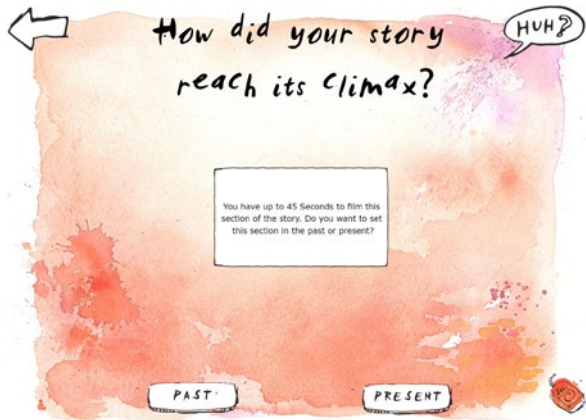 HUH?
How did your story
reach its climax?
You have up to 45 Seconds to film this
section of the story. Do you want to set
this section in the past or present?
PAST.
PRESENT